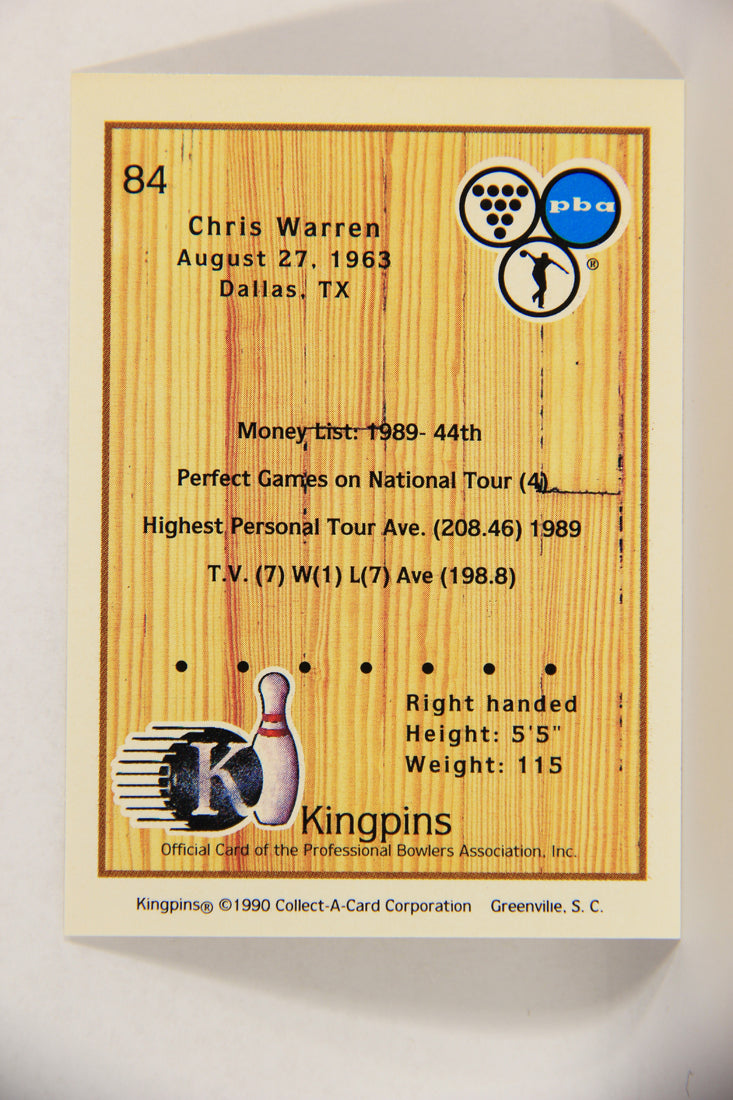 84
pba
®
Chris Warren
August 27, 1963
Dallas, TX
Money List: 1989- 44th
Perfect Games on National Tour (4)
Highest Personal Tour Ave. (208.46) 1989
T.V. (7) W(1) L(7) Ave (198.8)
Right handed
Height: 5'5"
Weight: 115
K
Kingpins
Official Card of the Professional Bowlers Association, Inc.
Kingpins® ©1990 Collect-A-Card Corporation Greenville, S. C.